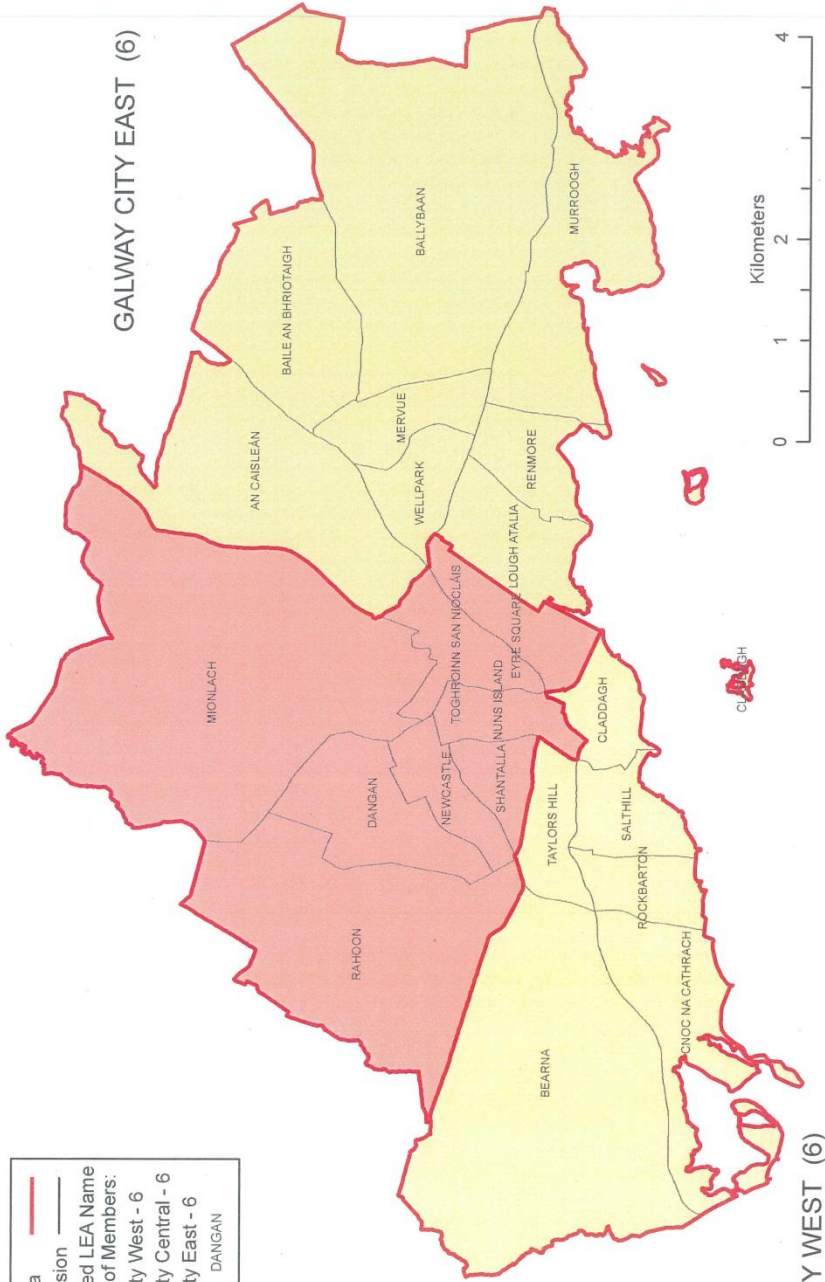 a
sion
ed LEA Name
of Members:
ty West - 6
ty Central - 6
ty East - 6
DANGAN
GALWAY CITY EAST (6)
MIONLACH
AN CAISLEÁN
BAILE AN BHRIOTAIGH
BALLYBAAN
MERVUE
WELLPARK
MURROOGH
RENMORE
LOUGH ATALIA
RAHOON
DANGAN
NEWCASTLE
TOGHROINN SAN NIOCLÁIS
EYRE SQUARE
NUNS ISLAND
SHANTALLA
BEARNA
TAYLORS HILL
CLADDAGH
SALTHILL
ROCKBARTON
CNOC NA CATHRACH
CLADDAGH
Y WEST (6)
Kilometers
0 1 2 4